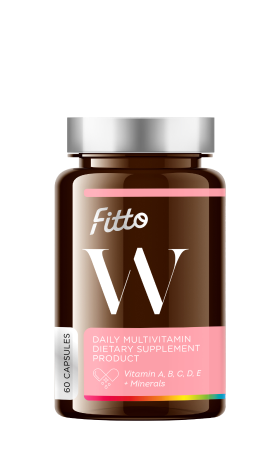 Fitto
W
DAILY MULTIVITAMIN
DIETARY SUPPLEMENT
PRODUCT
Vitamin A, B, C, D, E
+ Minerals
60 CAPSULES